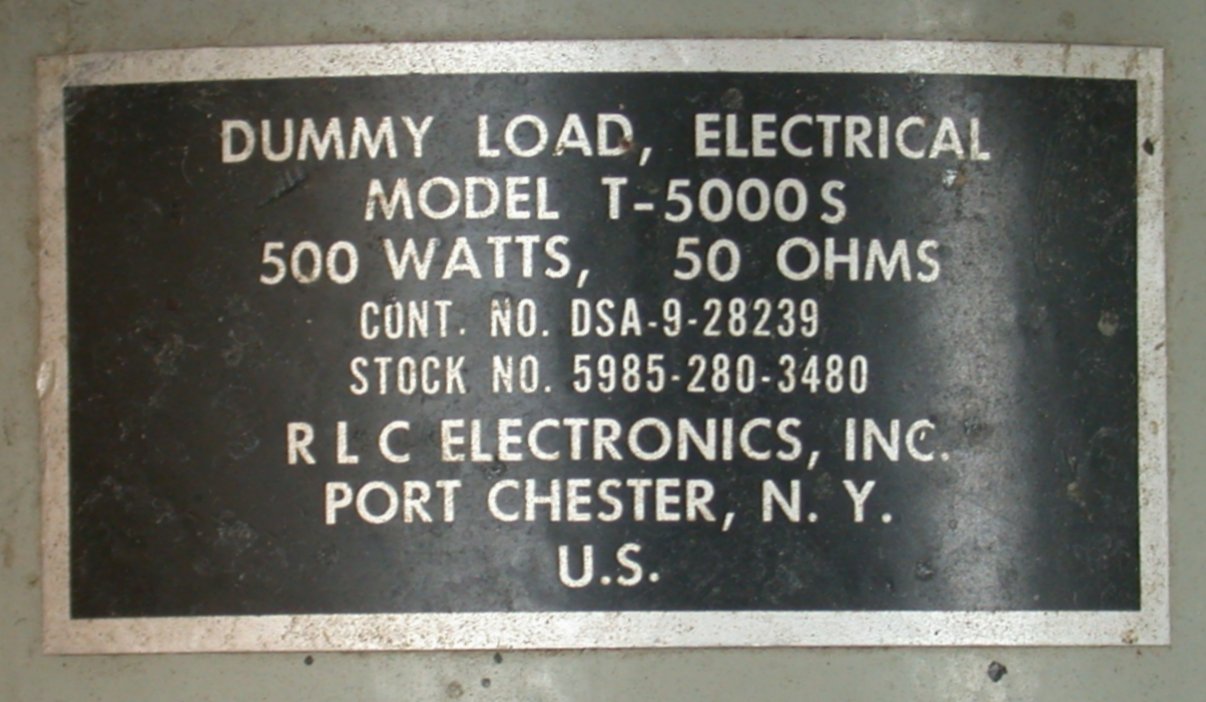 DUMMY LOAD, ELECTRICAL
MODEL T-5000S
500 WATTS, 50 OHMS
CONT. NO. DSA-9-28239
STOCK NO. 5985-280-3480
R L C ELECTRONICS, INC.
PORT CHESTER, N. Y.
U.S.